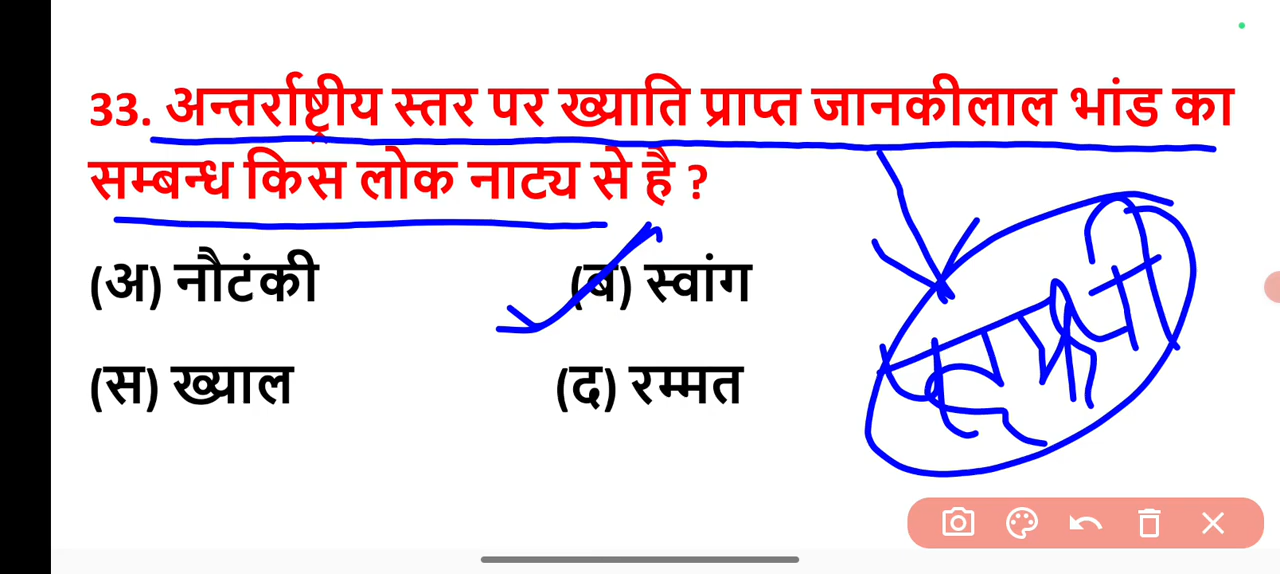 33. अन्तर्राष्ट्रीय स्तर पर ख्याति प्राप्त जानकीलाल भांड का
सम्बन्ध किस लोक नाट्य से है ?
(अ) नौटंकी (ब) स्वांग
(स) ख्याल (द) रम्मत